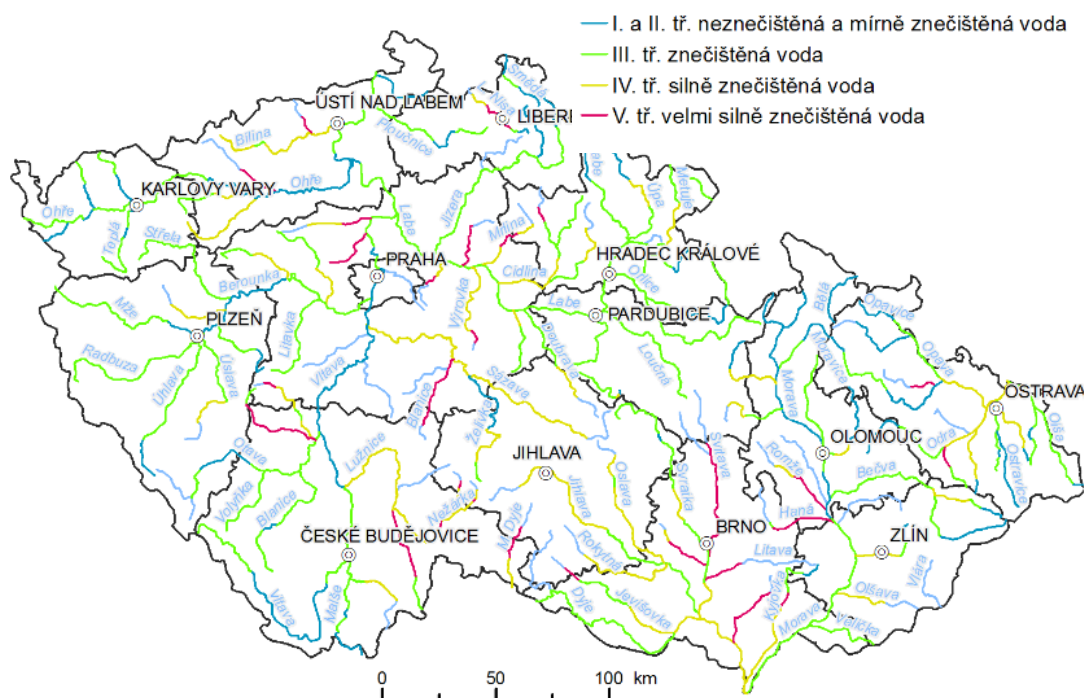 I. a II. tř. neznečištěná a mírně znečištěná voda
III. tř. znečištěná voda
IV. tř. silně znečištěná voda
V. tř. velmi silně znečištěná voda
Smědá
L. Nisa
ÚSTÍ NAD LABEM
LIBERE
Bílina
Ploučnice
KARLOVY VARY
Ohře
Ohře
Teplá
Střela
Labe
Jizera
Mrlina
Labe
Úpa
Metuje
PRAHA
Cidlina
HRADEC KRÁLOVÉ
Orlice
Berounka
Výrovka
Labe
PARDUBICE
Mže
PLZEŇ
Litavka
Vltava
Doubrava
Loučná
Bělá
Opavice
Radbuza
Úhlava
Úslava
Sázava
Blanice
Želivka
Moravice
Morava
Opava
OSTRAVA
Otava
Lužnice
JIHLAVA
Svitava
Romže
OLOMOUC
Odra
Olša
Ostravice
Volyňka
Blanice
Nežárka
Jihlava
Oslava
Svratka
Bečva
Haná
ČESKÉ BUDĚJOVICE
M. Dyje
Rokytná
BRNO
Litava
ZLÍN
Vltava
Malše
Dyje
Jevišovka
Kyjovka
Morava
Olšava
Vlára
Velička
0 50 100 km